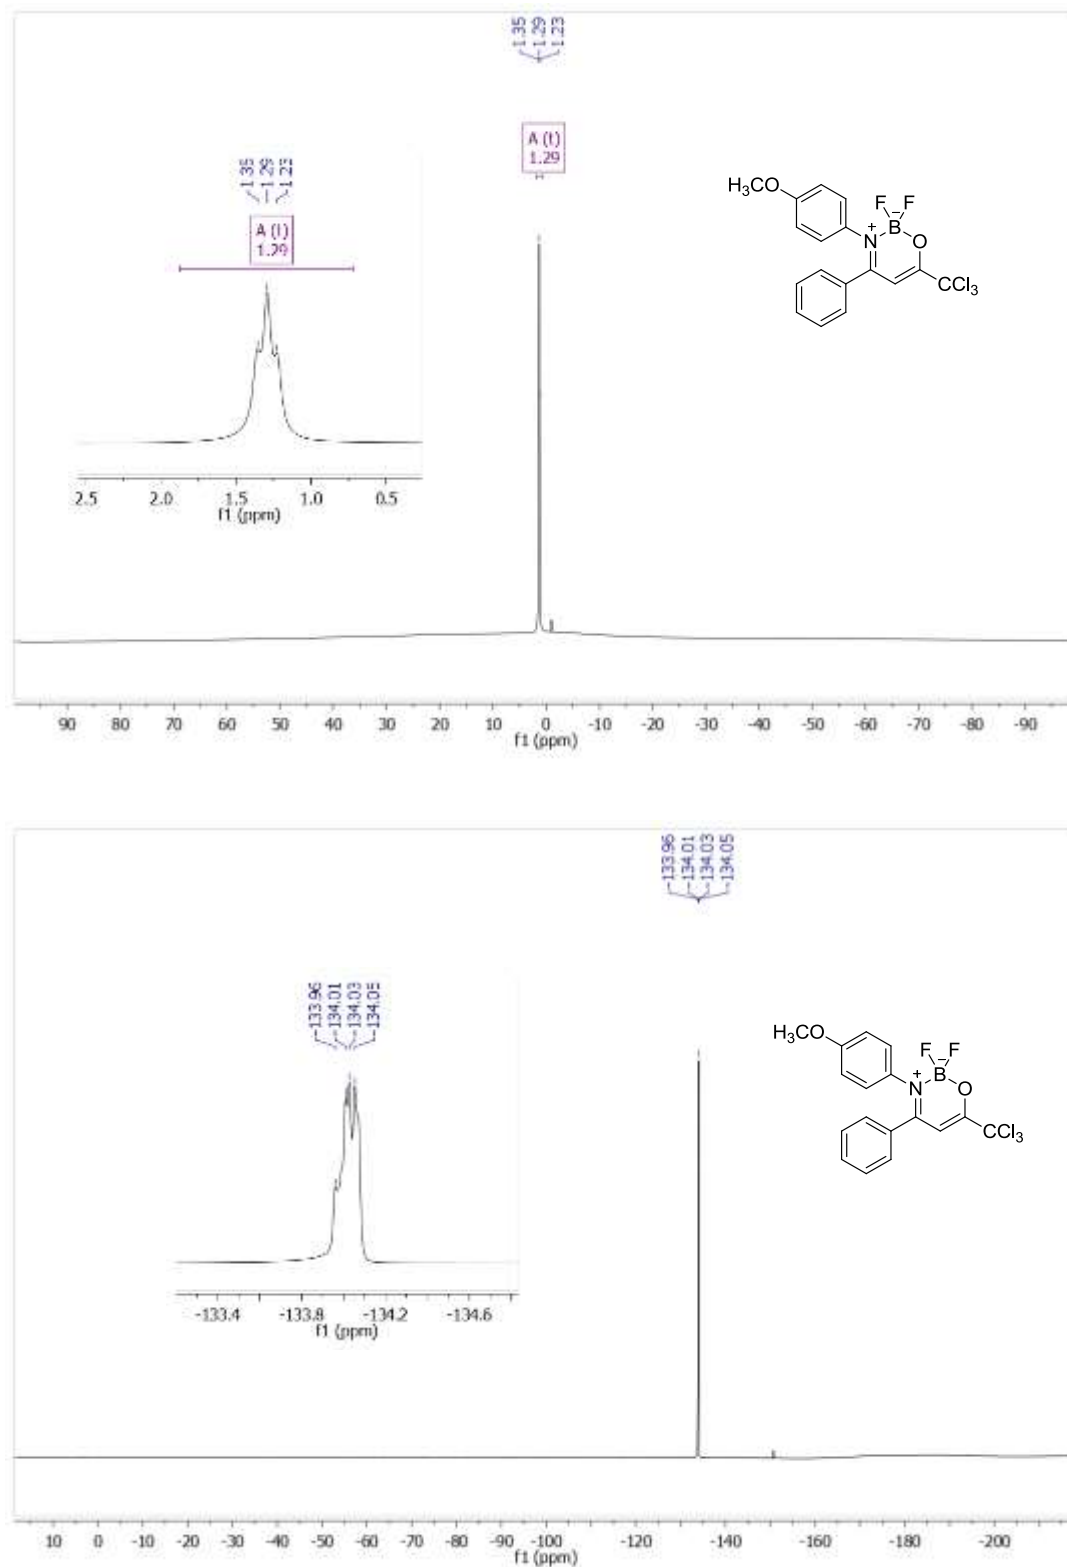 1.35
1.29
1.23
A (t)
1.29
1.35
1.29
1.23
A (t)
1.29
H₃CO
F F
B −
N +
O
CCl₃
2.5 2.0 1.5 1.0 0.5
f1 (ppm)
90 80 70 60 50 40 30 20 10 0 -10 -20 -30 -40 -50 -60 -70 -80 -90
f1 (ppm)
-133.96
-134.01
-134.03
-134.05
-133.96
-134.01
-134.03
-134.05
H₃CO
F F
B −
N +
O
CCl₃
-133.4 -133.8 -134.2 -134.6
f1 (ppm)
10 0 -10 -20 -30 -40 -50 -60 -70 -80 -90 -100 -120 -140 -160 -180 -200
f1 (ppm)